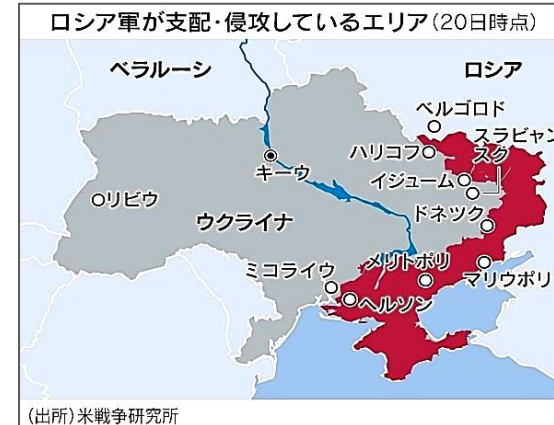 ロシア軍が支配・侵攻しているエリア(20日時点)
ベラルーシ
ロシア
ベルゴロド
スラビャン
スク
ハリコフ
キーウ
イジューム
リビウ
ドネツク
ウクライナ
メリトポリ
ミコライウ
マリウポリ
ヘルソン
(出所)米戦争研究所